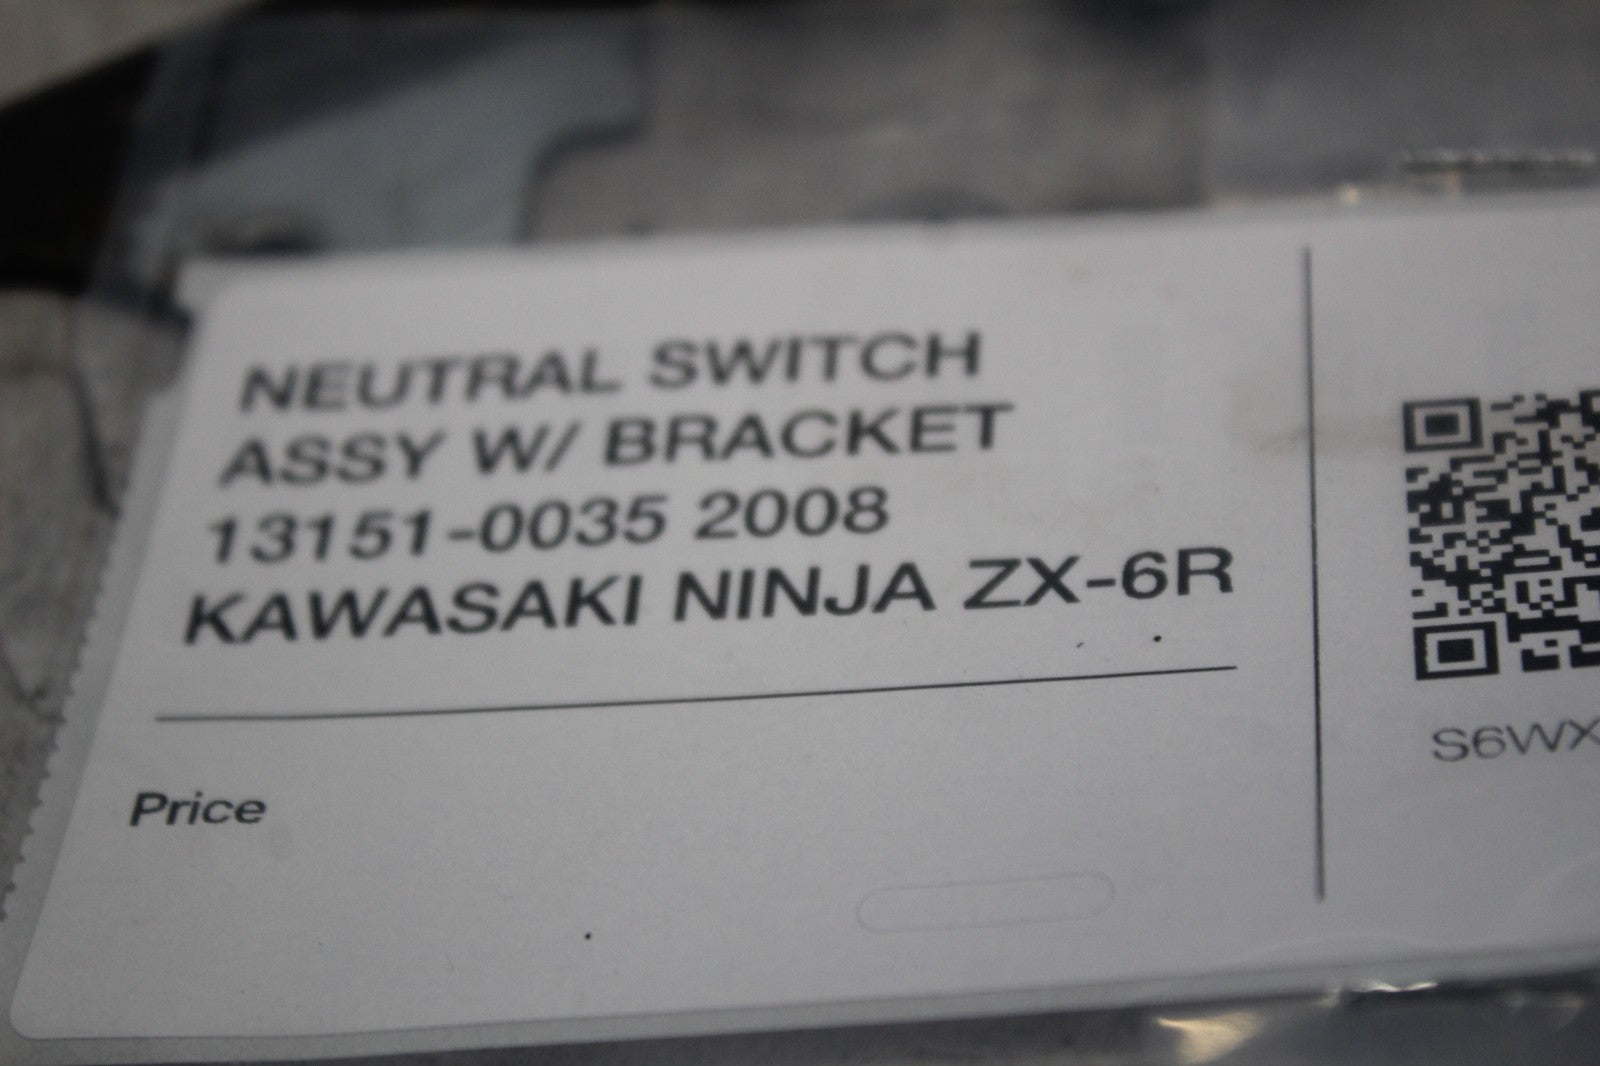 NEUTRAL SWITCH
ASSY W/ BRACKET
13151-0035 2008
KAWASAKI NINJA ZX-6R
Price
S6WX